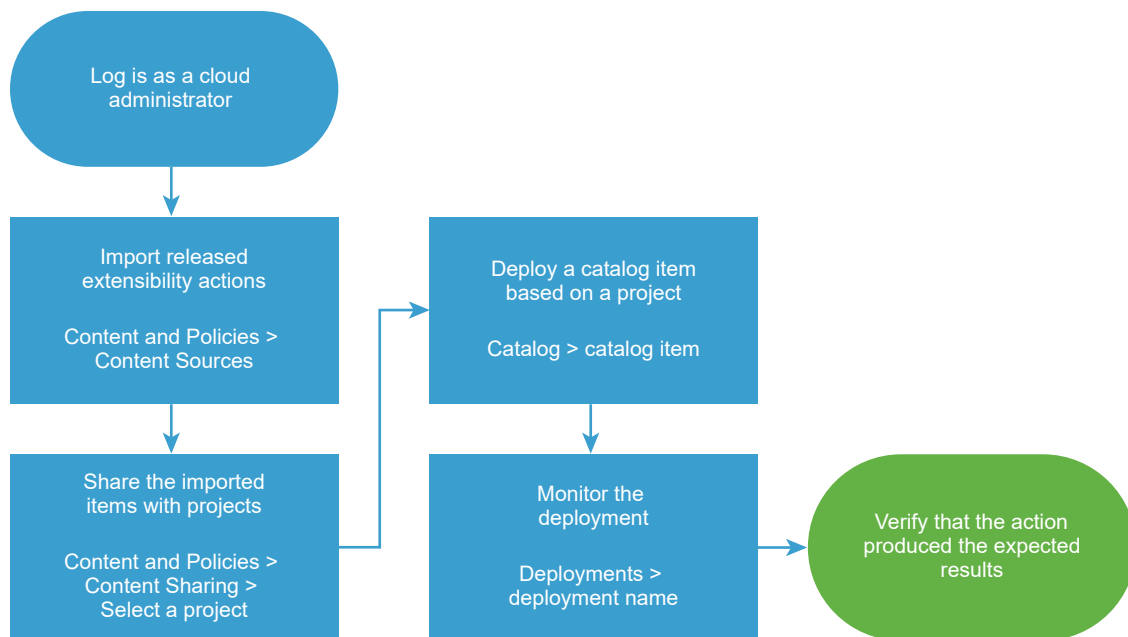 Log is as a cloud
administrator
Import released
extensibility actions
Content and Policies >
Content Sources
Share the imported
items with projects
Content and Policies >
Content Sharing >
Select a project
Deploy a catalog item
based on a project
Catalog > catalog item
Monitor the
deployment
Deployments >
deployment name
Verify that the action
produced the expected
results